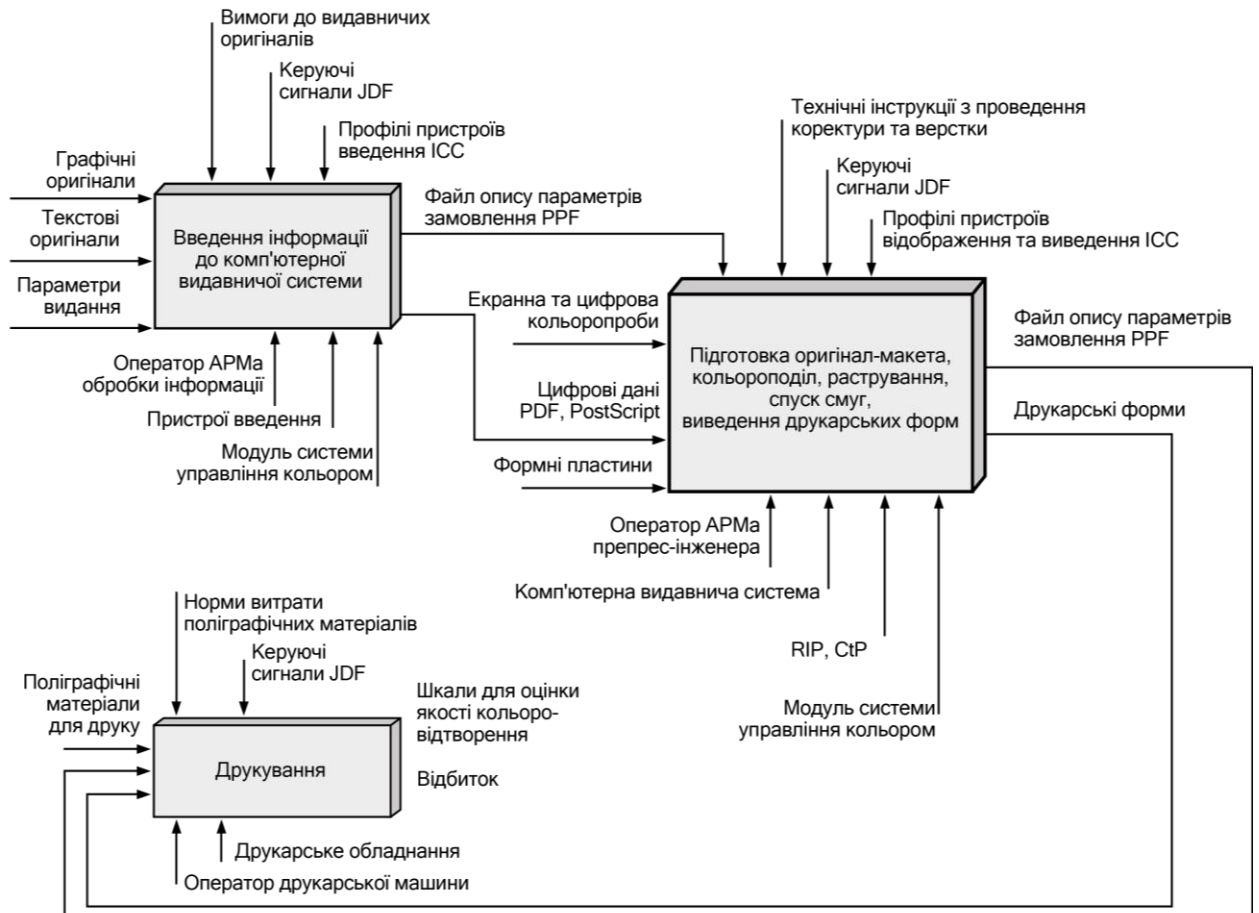 Вимоги до видавничих
оригіналів
Керуючі
сигнали JDF
Профілі пристроїв
введення ICC
Графічні
оригінали
Текстові
оригінали
Параметри
видання
Введення інформації
до комп'ютерної
видавничої системи
Оператор АРМа
обробки інформації
Пристрої введення
Модуль системи
управління кольором
Файл опису параметрів
замовлення PPF
Технічні інструкції з проведення
коректури та верстки
Керуючі
сигнали JDF
Профілі пристроїв
відображення та виведення ICC
Екранна та цифрова
кольоропроби
Цифрові дані
PDF, PostScript
Формні пластини
Підготовка оригінал-макета,
кольороподіл, растрування,
спуск смуг,
виведення друкарських форм
Файл опису параметрів
замовлення PPF
Друкарські форми
Оператор АРМа
препрес-інженера
Комп'ютерна видавнича система
RIP, CtP
Модуль системи
управління кольором
Норми витрати
поліграфічних матеріалів
Керуючі
сигнали JDF
Поліграфічні
матеріали
для друку
Друкування
Шкали для оцінки
якості кольоро-
відтворення
Відбиток
Друкарське обладнання
Оператор друкарської машини